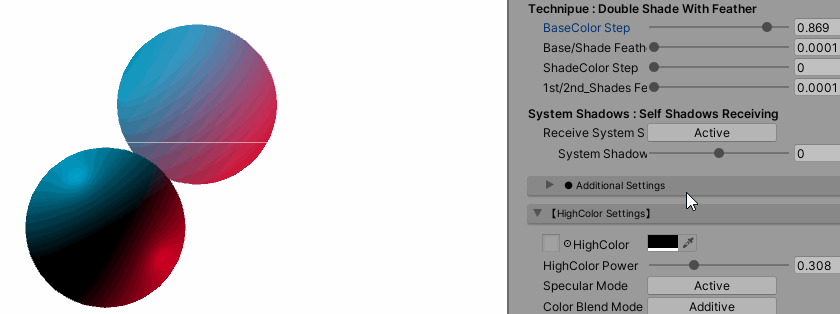 Technipue : Double Shade With Feather
BaseColor Step 0.869
Base/Shade Feath 0.0001
ShadeColor Step 0
1st/2nd_Shades Fe 0.0001
System Shadows : Self Shadows Receiving
Receive System S Active
System Shadow 0
● Additional Settings
【HighColor Settings】
HighColor
HighColor Power 0.308
Specular Mode Active
Color Blend Mode Additive